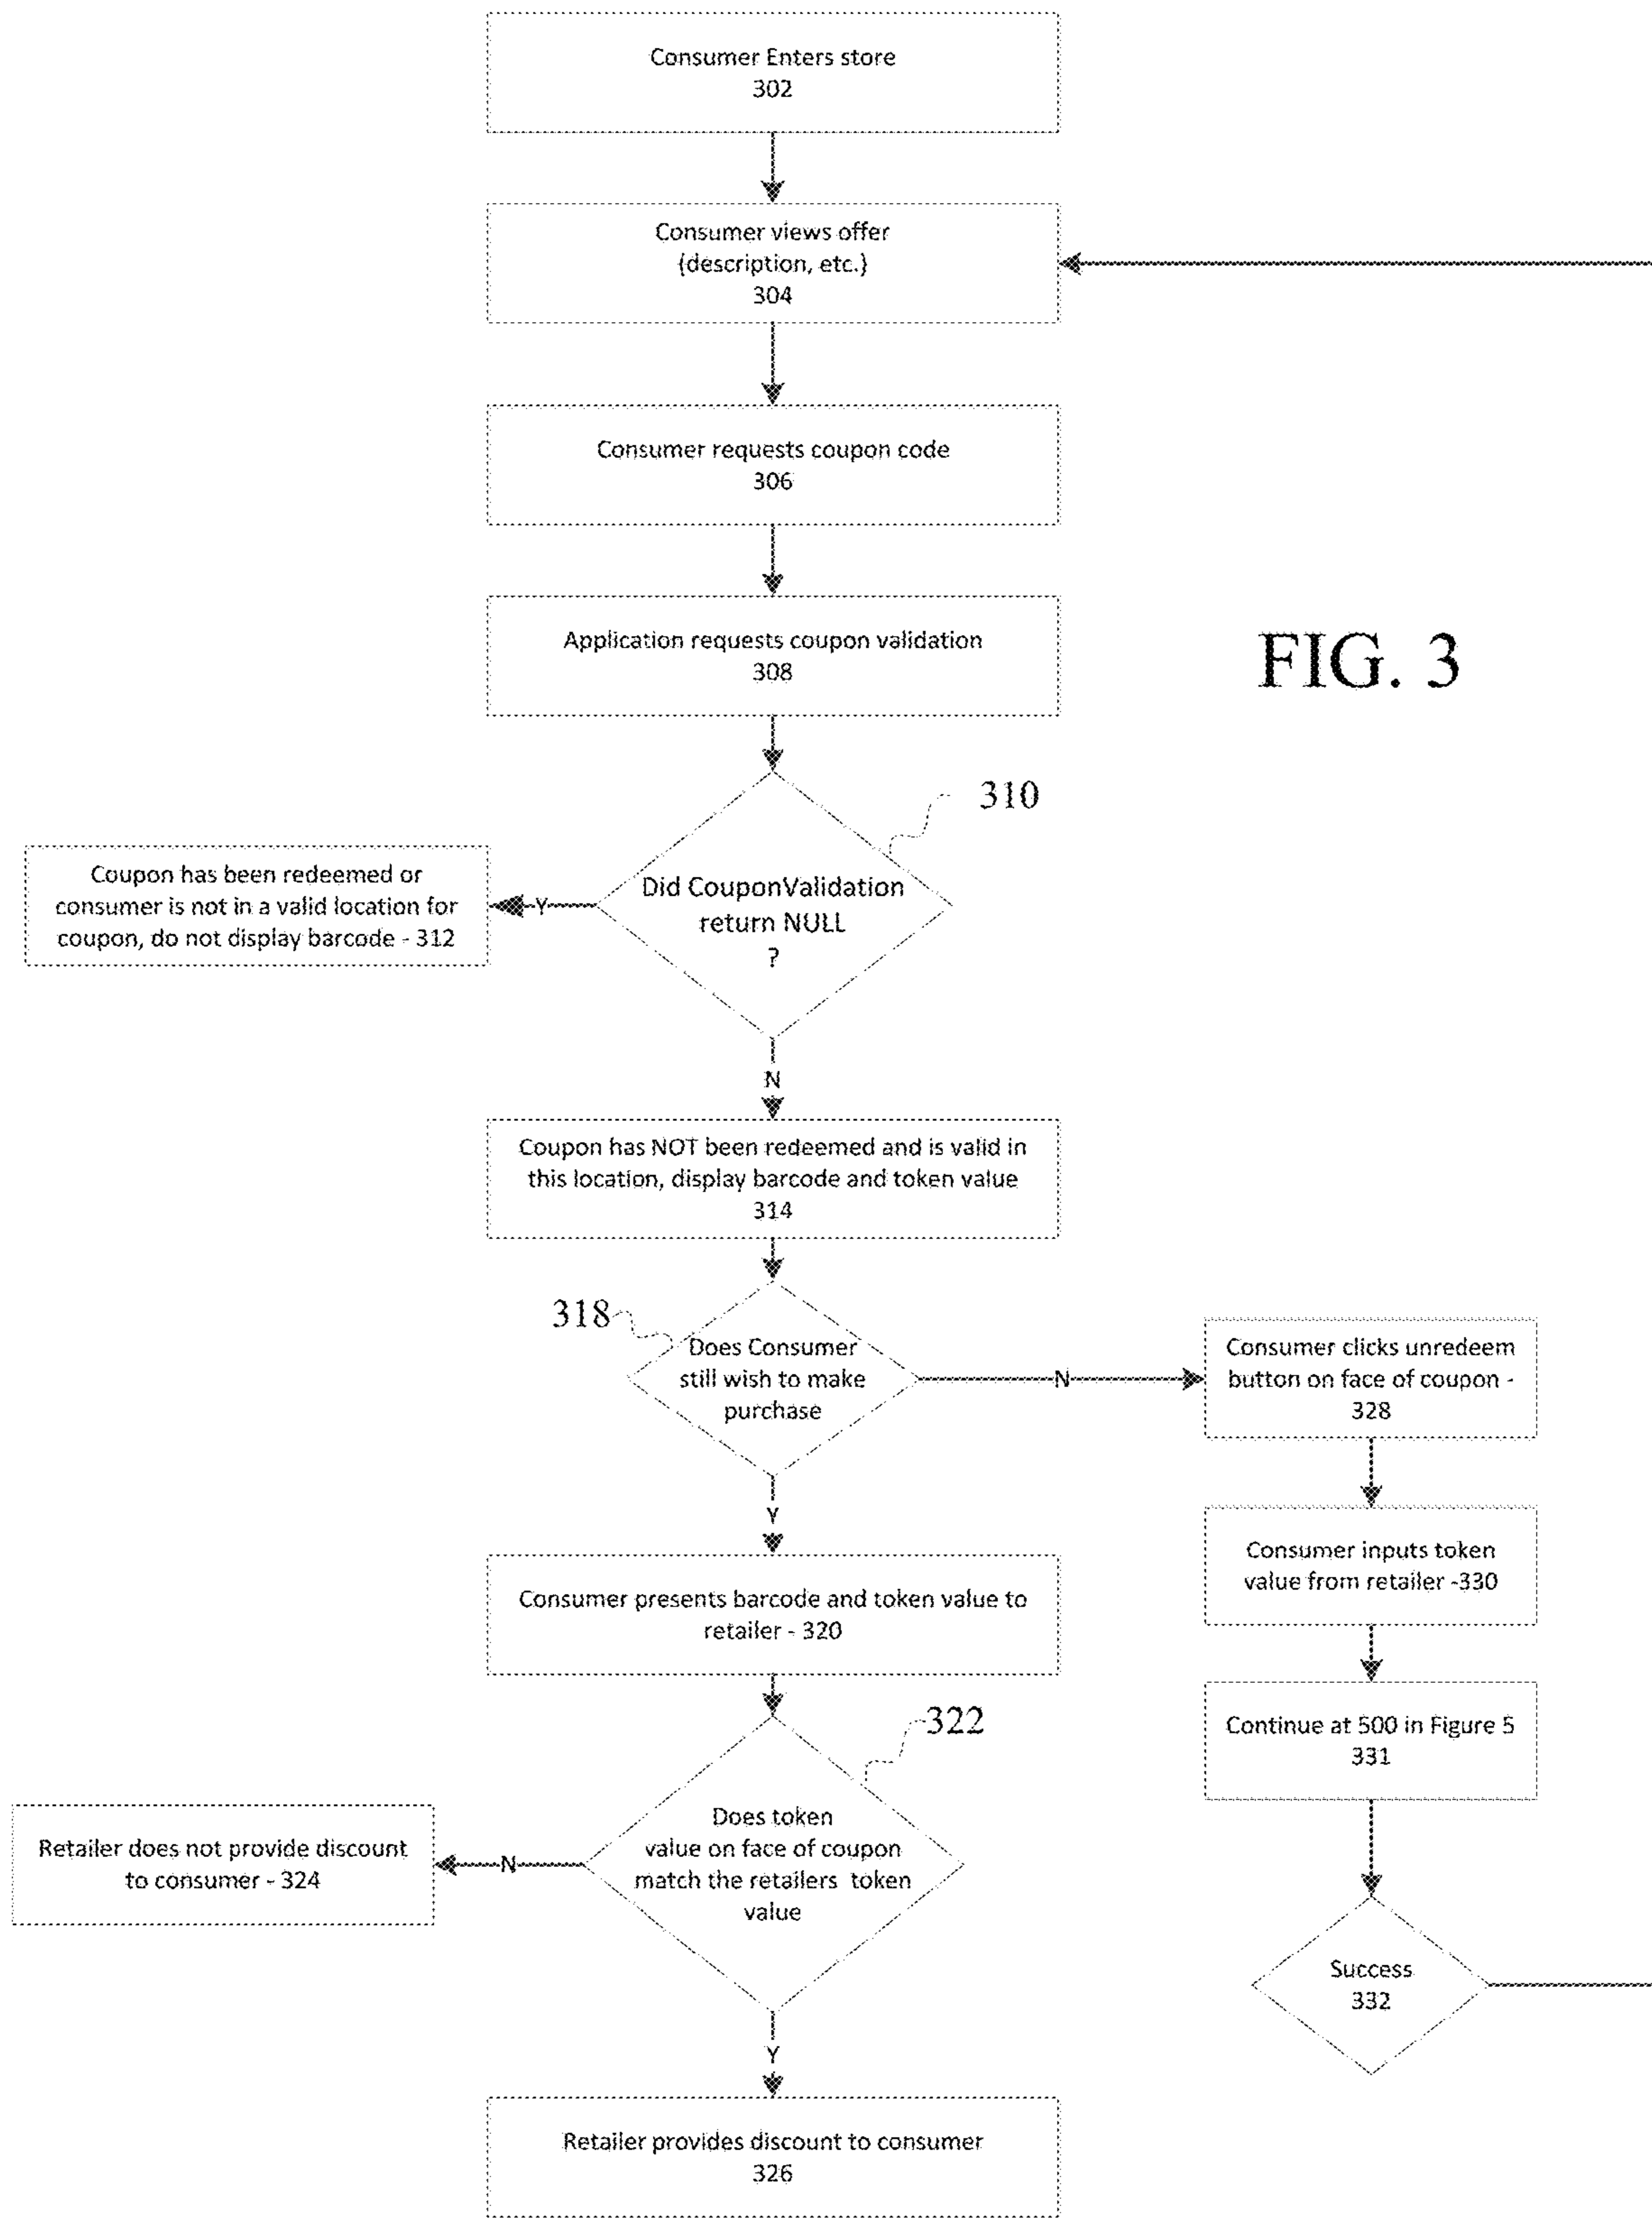 Consumer Enters store
302
Consumer views offer
(description, etc.)
304
Consumer requests coupon code
306
Application requests coupon validation
308
FIG. 3
310
Did CouponValidation
return NULL
?
Y
Coupon has been redeemed or
consumer is not in a valid location for
coupon, do not display barcode - 312
N
Coupon has NOT been redeemed and is valid in
this location, display barcode and token value
314
318
Does Consumer
still wish to make
purchase
N
Consumer clicks unredeem
button on face of coupon -
328
Y
Consumer inputs token
value from retailer -330
Consumer presents barcode and token value to
retailer - 320
Continue at 500 in Figure 5
331
322
Does token
value on face of coupon
match the retailers token
value
N
Retailer does not provide discount
to consumer - 324
Success
332
Y
Retailer provides discount to consumer
326